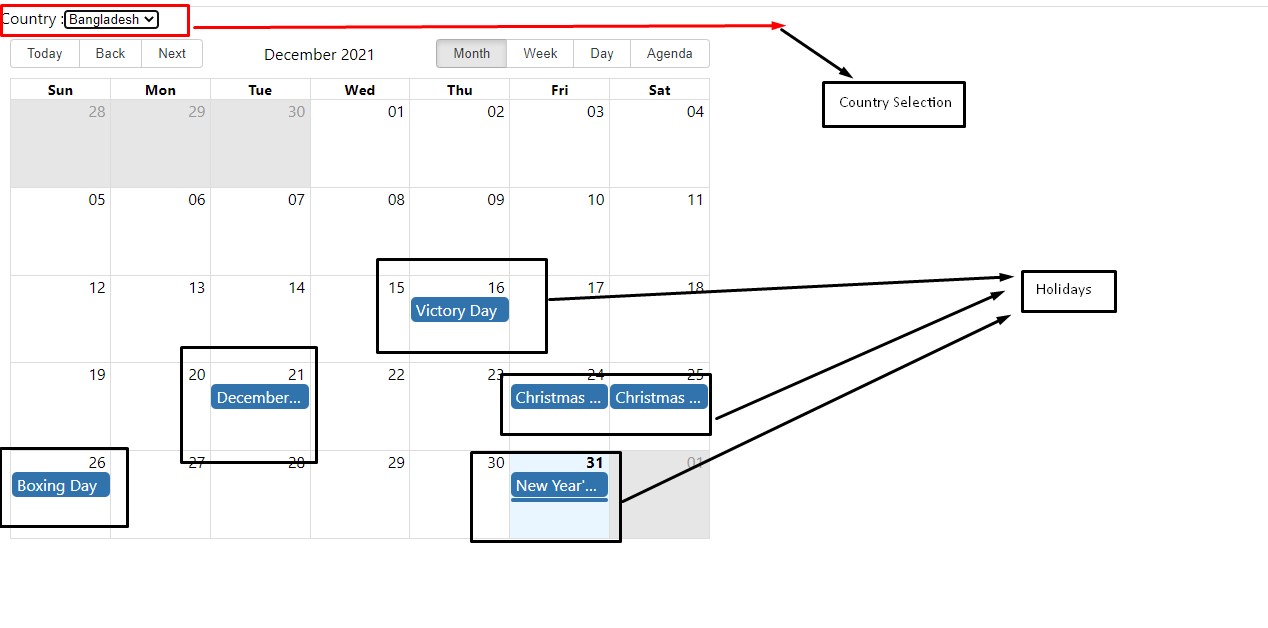 Country : Bangladesh
Today Back Next December 2021 Month Week Day Agenda
Country Selection
Sun Mon Tue Wed Thu Fri Sat
28 29 30 01 02 03 04
05 06 07 08 09 10 11
12 13 14 15 16 17 18
Victory Day
Holidays
19 20 21 22 23 24 25
December... Christmas ... Christmas ...
26 27 28 29 30 31 01
Boxing Day New Year'...